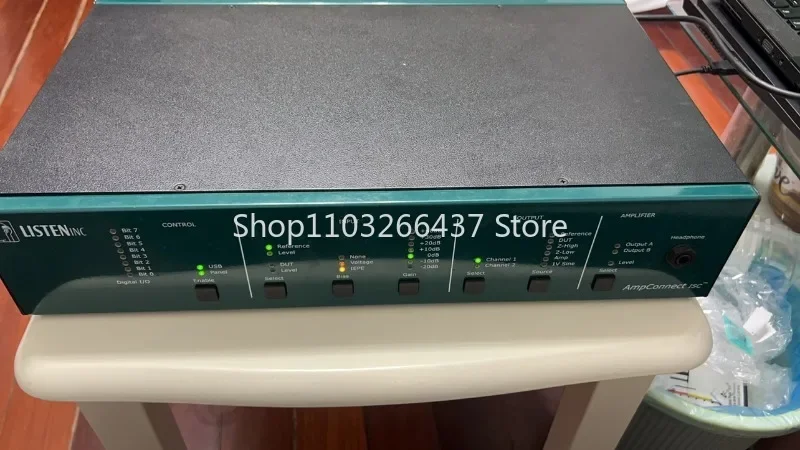 Shop1103266437 Store
LISTEN INC
CONTROL
OUTPUT
AMPLIFIER
Bit 7
Bit 6
Bit 5
Bit 4
Bit 3
Bit 2
Bit 1
Digital I/O
USB
Panel
Enable
Reference
Level
DUT
Level
Select
None
Voltage
IEPE
Bias
+20dB
+10dB
0dB
-10dB
-20dB
Gain
Channel 1
Channel 2
Select
Reference
DUT
Z-High
Z-Low
Amp
1V Sine
Source
Output A
Output B
Level
Select
Headphone
AmpConnect ISC™